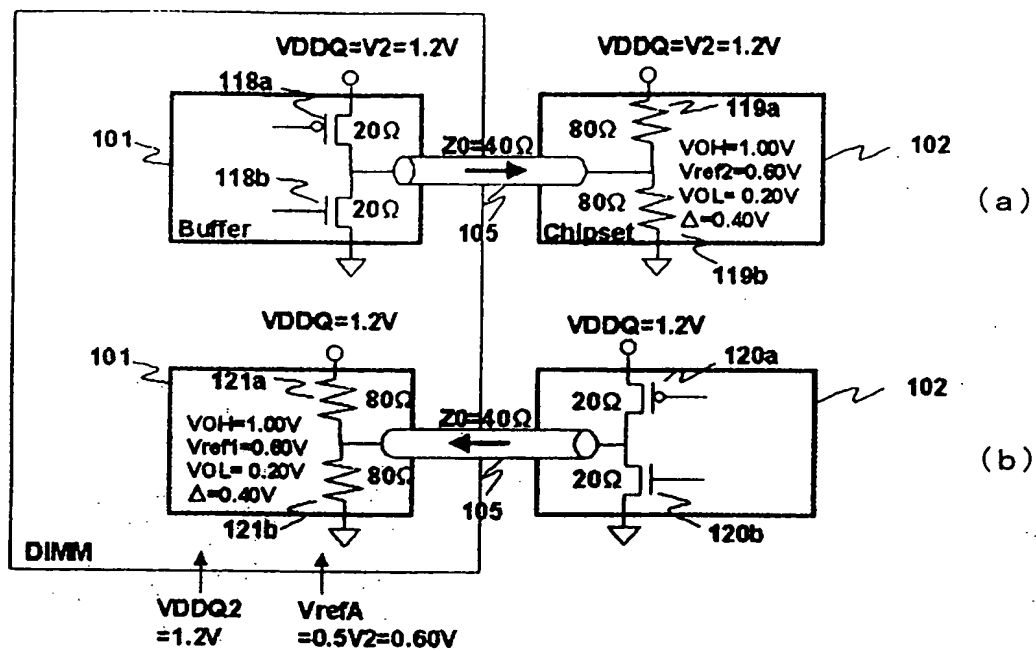 VDDQ=V2=1.2V
VDDQ=V2=1.2V
118a
119a
101
20Ω
Z0=40Ω
80Ω
VOH=1.00V
Vref2=0.60V
VOL= 0.20V
Δ=0.40V
102
(a)
118b
20Ω
80Ω
Buffer
105
Chipset
119b
VDDQ=1.2V
VDDQ=1.2V
101
121a
120a
102
80Ω
Z0=40Ω
20Ω
VOH=1.00V
Vref1=0.60V
VOL= 0.20V
Δ=0.40V
80Ω
20Ω
(b)
105
121b
120b
DIMM
VDDQ2
=1.2V
VrefA
=0.5V2=0.60V